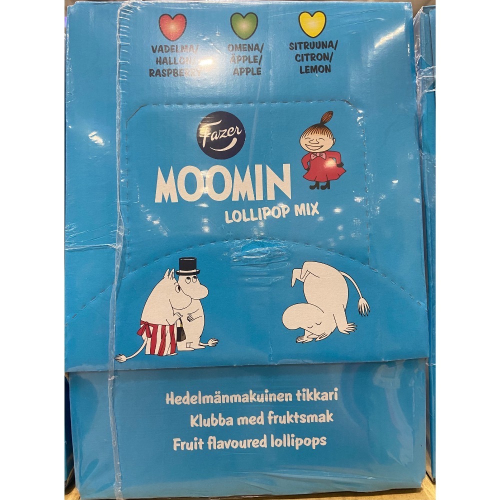 VADELMA/
HALLON/
RASPBERRY
OMENA/
ÄPPLE/
APPLE
SITRUUNA/
CITRON/
LEMON
Fazer
MOOMIN
LOLLIPOP MIX
Hedelmänmakuinen tikkari
Klubba med fruktsmak
Fruit flavoured lollipops